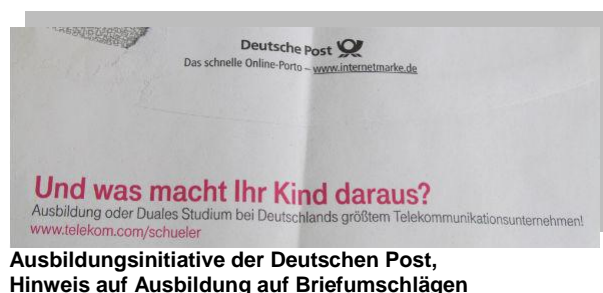 Deutsche Post
Das schnelle Online-Porto – www.internetmarke.de
Und was macht Ihr Kind daraus?
Ausbildung oder Duales Studium bei Deutschlands größtem Telekommunikationsunternehmen!
www.telekom.com/schueler
Ausbildungsinitiative der Deutschen Post,
Hinweis auf Ausbildung auf Briefumschlägen